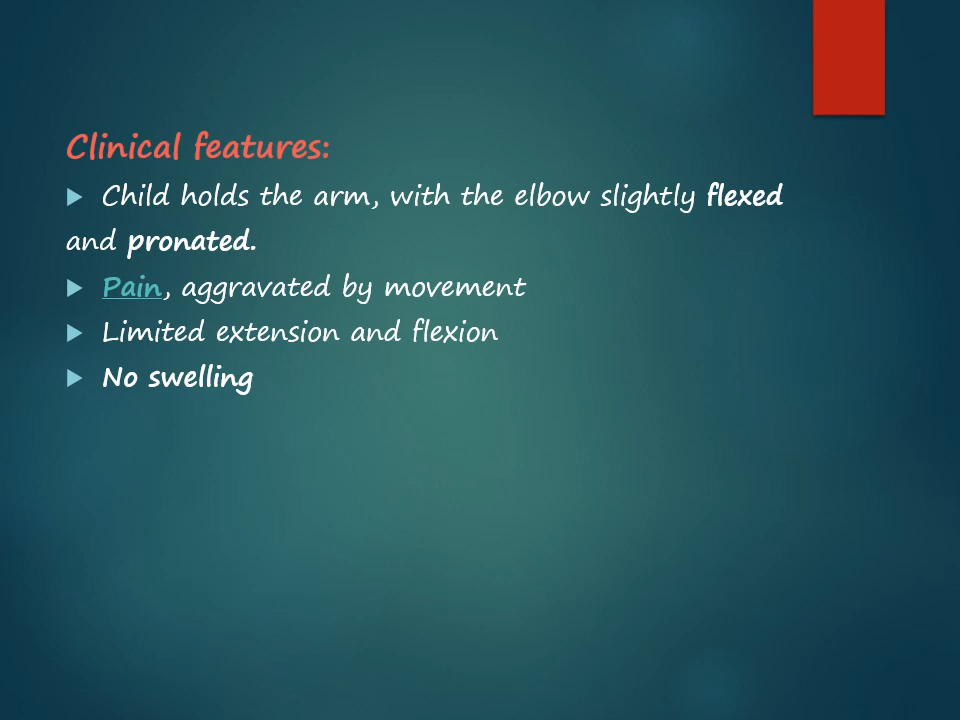 Clinical features:
▶ Child holds the arm, with the elbow slightly flexed
and pronated.
▶ Pain, aggravated by movement
▶ Limited extension and flexion
▶ No swelling